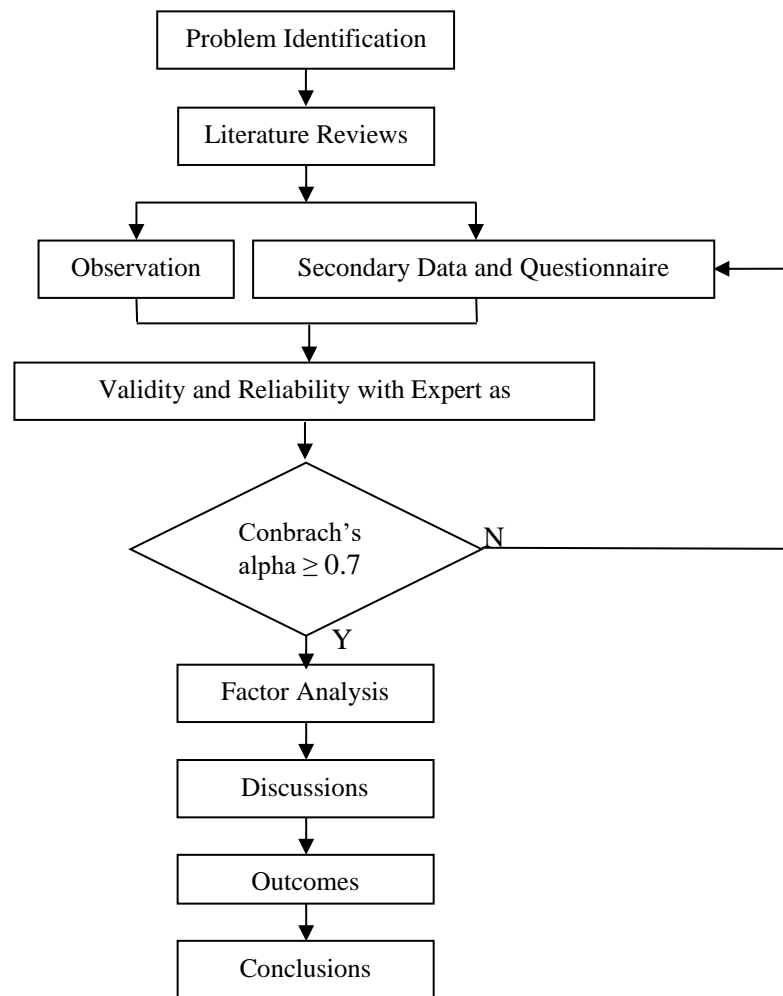 Problem Identification
Literature Reviews
Observation
Secondary Data and Questionnaire
Validity and Reliability with Expert as
Conbrach's
alpha ≥ 0.7
N
Y
Factor Analysis
Discussions
Outcomes
Conclusions